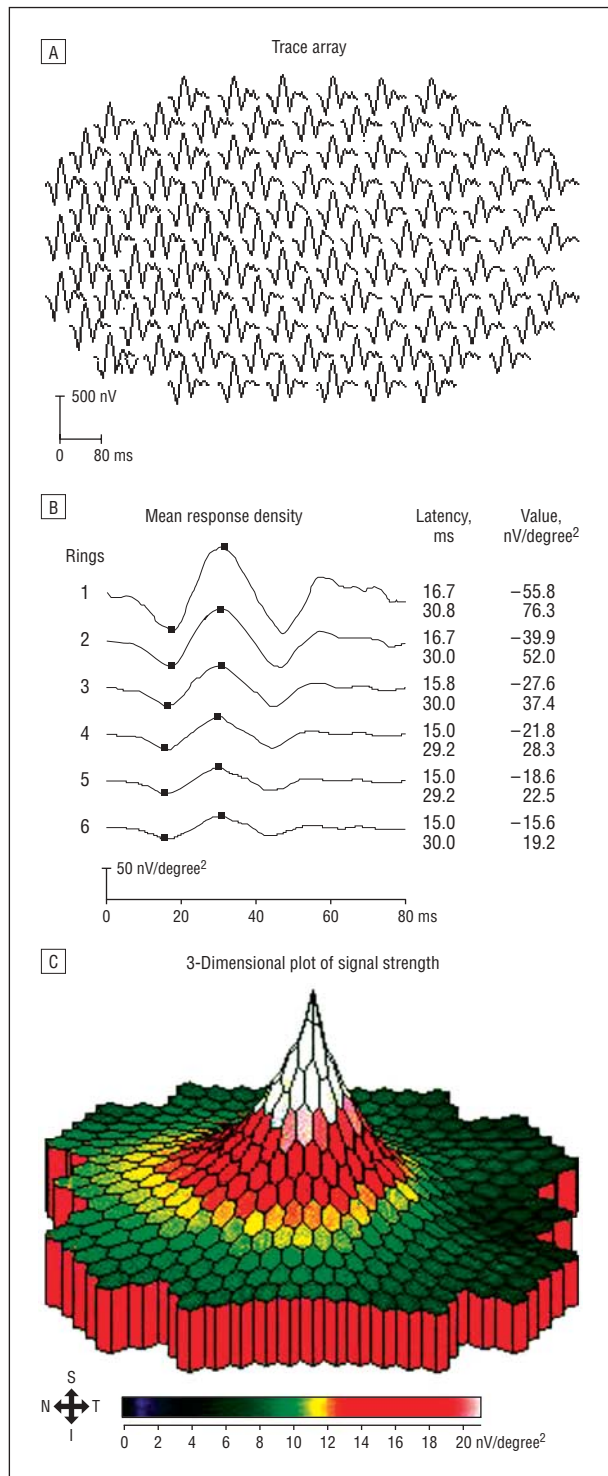 A
Trace array
500 nV
0 80 ms
B
Mean response density
Latency, ms
Value, nV/degree²
Rings
1 16.7 −55.8
30.8 76.3
2 16.7 −39.9
30.0 52.0
3 15.8 −27.6
30.0 37.4
4 15.0 −21.8
29.2 28.3
5 15.0 −18.6
29.2 22.5
6 15.0 −15.6
30.0 19.2
50 nV/degree²
0 20 40 60 80 ms
C
3-Dimensional plot of signal strength
S
N T
I
0 2 4 6 8 10 12 14 16 18 20 nV/degree²